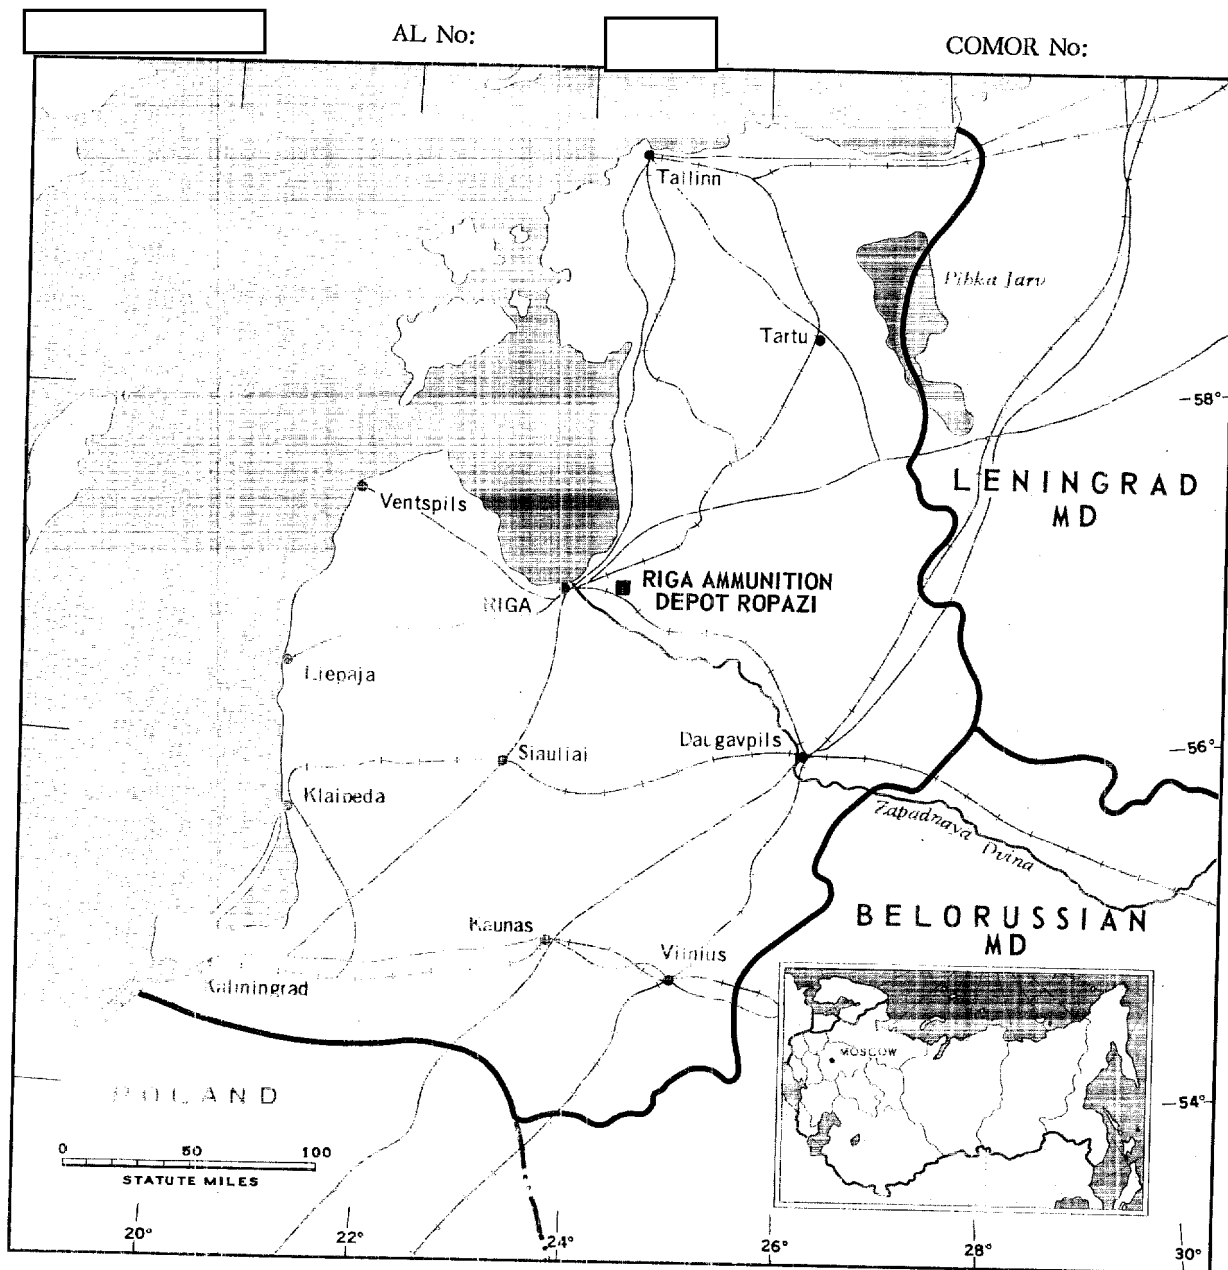 AL No:
COMOR No:
Tallinn
Pihka Jarv
Tartu
58°
LENINGRAD
MD
Ventspils
RIGA AMMUNITION
DEPOT ROPAZI
RIGA
Liepaja
Daugavpils
56°
Siauliai
Klaipeda
Zapadnaya Dvina
BELORUSSIAN
MD
Kaunas
Vilnius
Kaliningrad
MOSCOW
POLAND
54°
0 50 100
STATUTE MILES
20° 22° 24° 26° 28° 30°